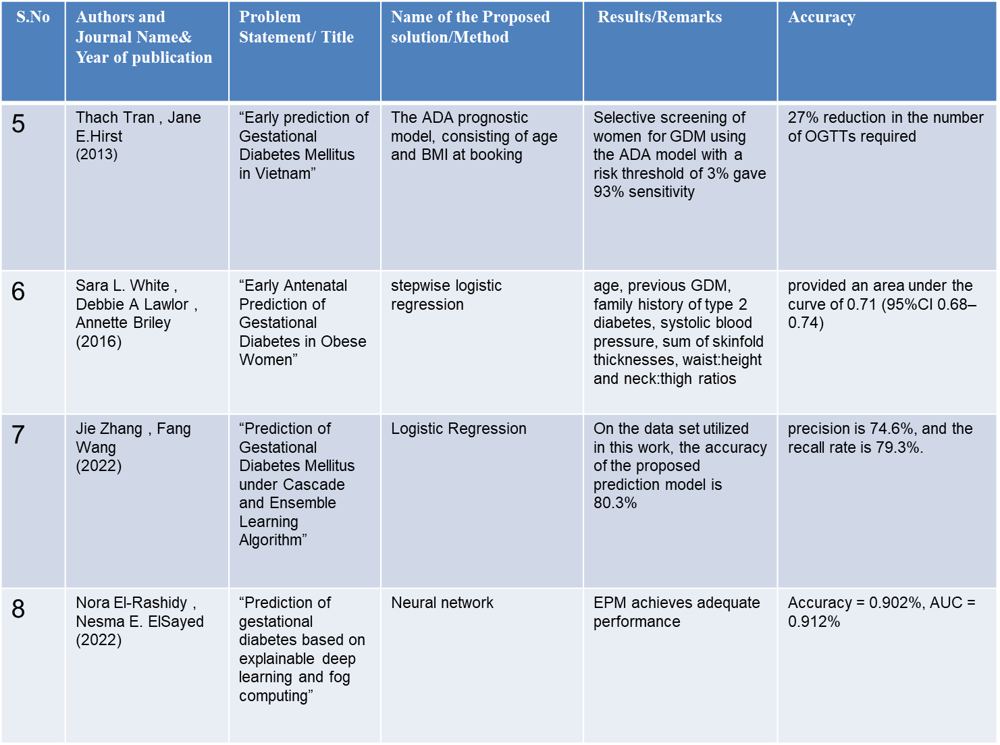 S.No
Authors and
Journal Name&
Year of publication
Problem
Statement/ Title
Name of the Proposed
solution/Method
Results/Remarks
Accuracy
5
Thach Tran , Jane
E.Hirst
(2013)
“Early prediction of
Gestational
Diabetes Mellitus
in Vietnam”
The ADA prognostic
model, consisting of age
and BMI at booking
Selective screening of
women for GDM using
the ADA model with a
risk threshold of 3% gave
93% sensitivity
27% reduction in the number
of OGTTs required
6
Sara L. White ,
Debbie A Lawlor ,
Annette Briley
(2016)
“Early Antenatal
Prediction of
Gestational
Diabetes in Obese
Women”
stepwise logistic
regression
age, previous GDM,
family history of type 2
diabetes, systolic blood
pressure, sum of skinfold
thicknesses, waist:height
and neck:thigh ratios
provided an area under the
curve of 0.71 (95%CI 0.68–
0.74)
7
Jie Zhang , Fang
Wang
(2022)
“Prediction of
Gestational
Diabetes Mellitus
under Cascade
and Ensemble
Learning
Algorithm”
Logistic Regression
On the data set utilized
in this work, the accuracy
of the proposed
prediction model is
80.3%
precision is 74.6%, and the
recall rate is 79.3%.
8
Nora El-Rashidy ,
Nesma E. ElSayed
(2022)
“Prediction of
gestational
diabetes based on
explainable deep
learning and fog
computing”
Neural network
EPM achieves adequate
performance
Accuracy = 0.902%, AUC =
0.912%